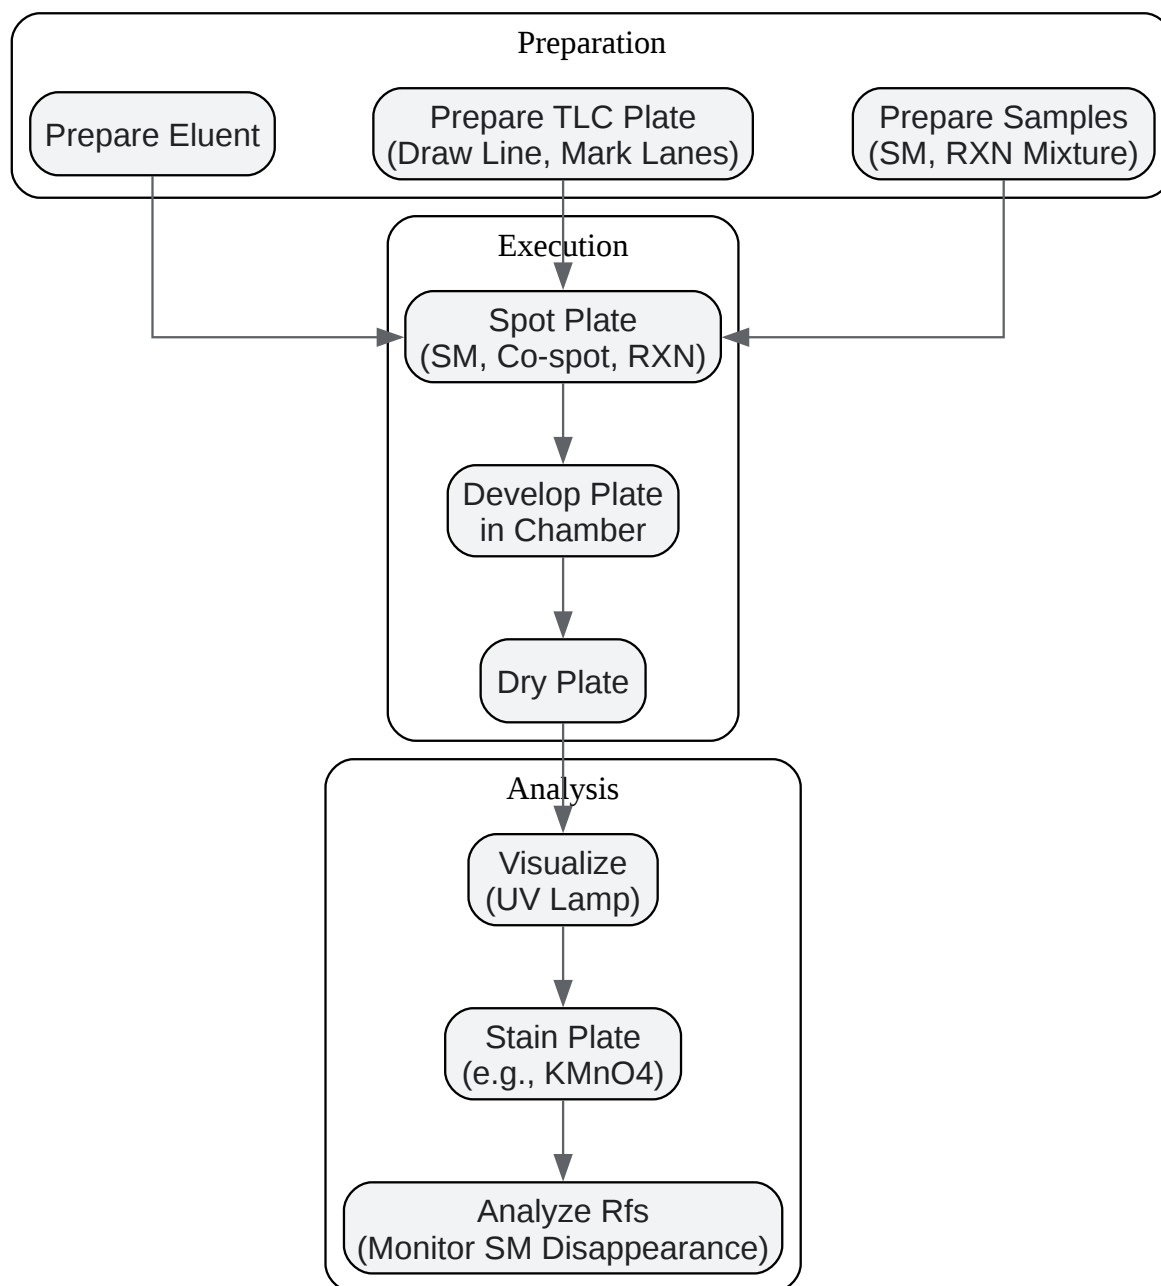 Preparation
Prepare Eluent
Prepare TLC Plate
(Draw Line, Mark Lanes)
Prepare Samples
(SM, RXN Mixture)
Execution
Spot Plate
(SM, Co-spot, RXN)
Develop Plate
in Chamber
Dry Plate
Analysis
Visualize
(UV Lamp)
Stain Plate
(e.g., KMnO4)
Analyze Rfs
(Monitor SM Disappearance)